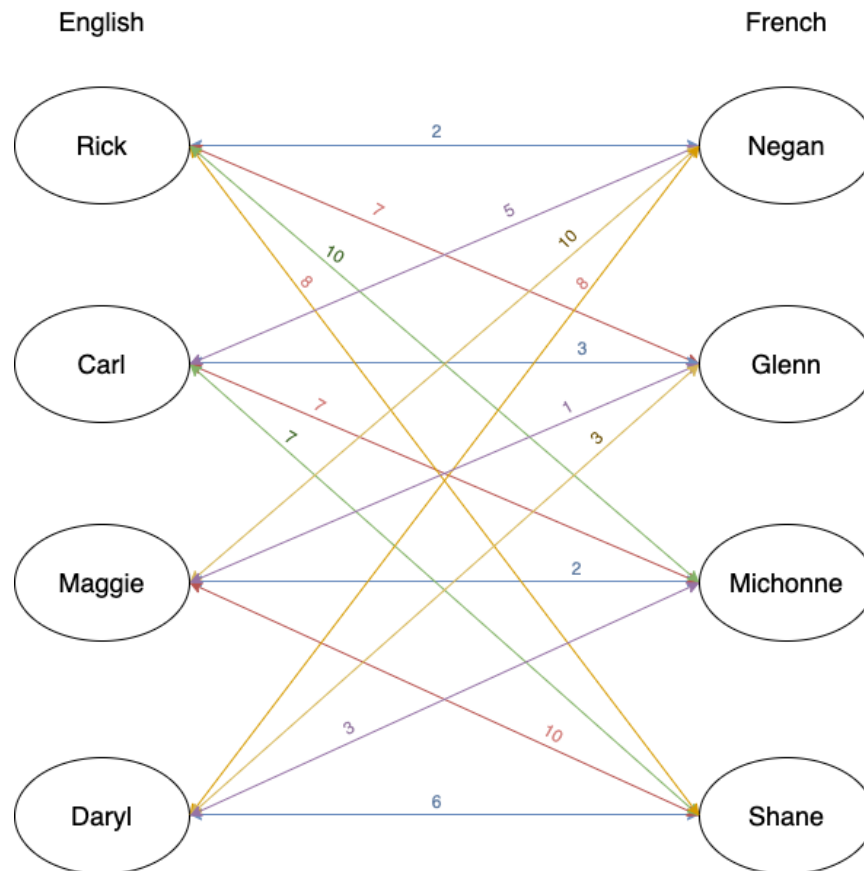 English French
Rick 2 Negan
7 5
10 10
8 8
Carl 3 Glenn
7 1
7 3
Maggie 2 Michonne
3 10
Daryl 6 Shane